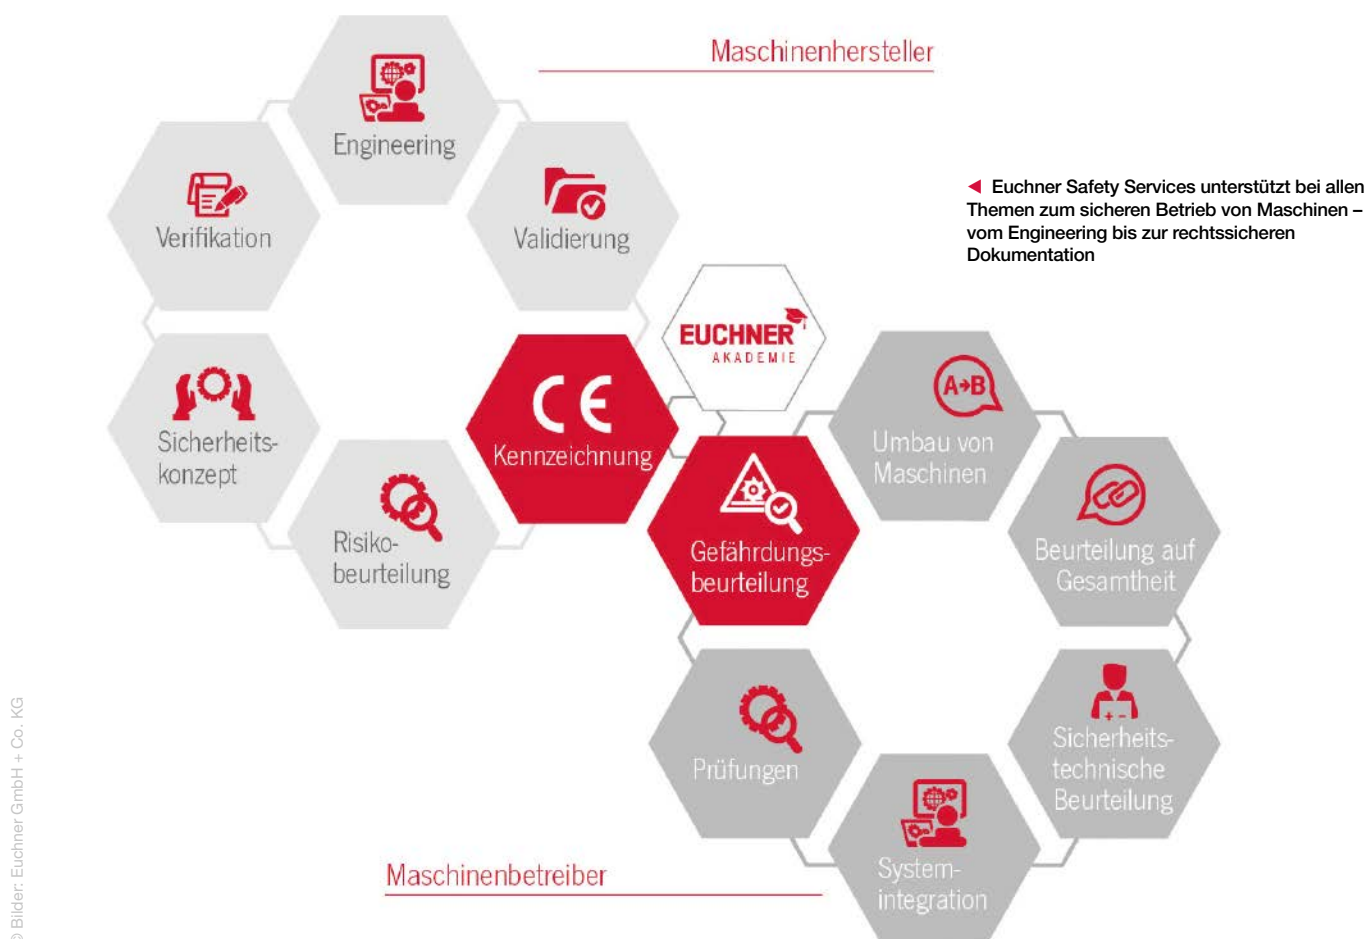 Maschinenhersteller
Engineering
Verifikation
Validierung
◀ Euchner Safety Services unterstützt bei allen
Themen zum sicheren Betrieb von Maschinen –
vom Engineering bis zur rechtssicheren
Dokumentation
EUCHNER
AKADEMIE
Sicherheits-
konzept
CE
Kennzeichnung
Risiko-
beurteilung
Gefährdungs-
beurteilung
A→B
Umbau von
Maschinen
Beurteilung auf
Gesamtheit
Sicherheits-
technische
Beurteilung
Prüfungen
System-
integration
Maschinenbetreiber
© Bilder: Euchner GmbH + Co. KG